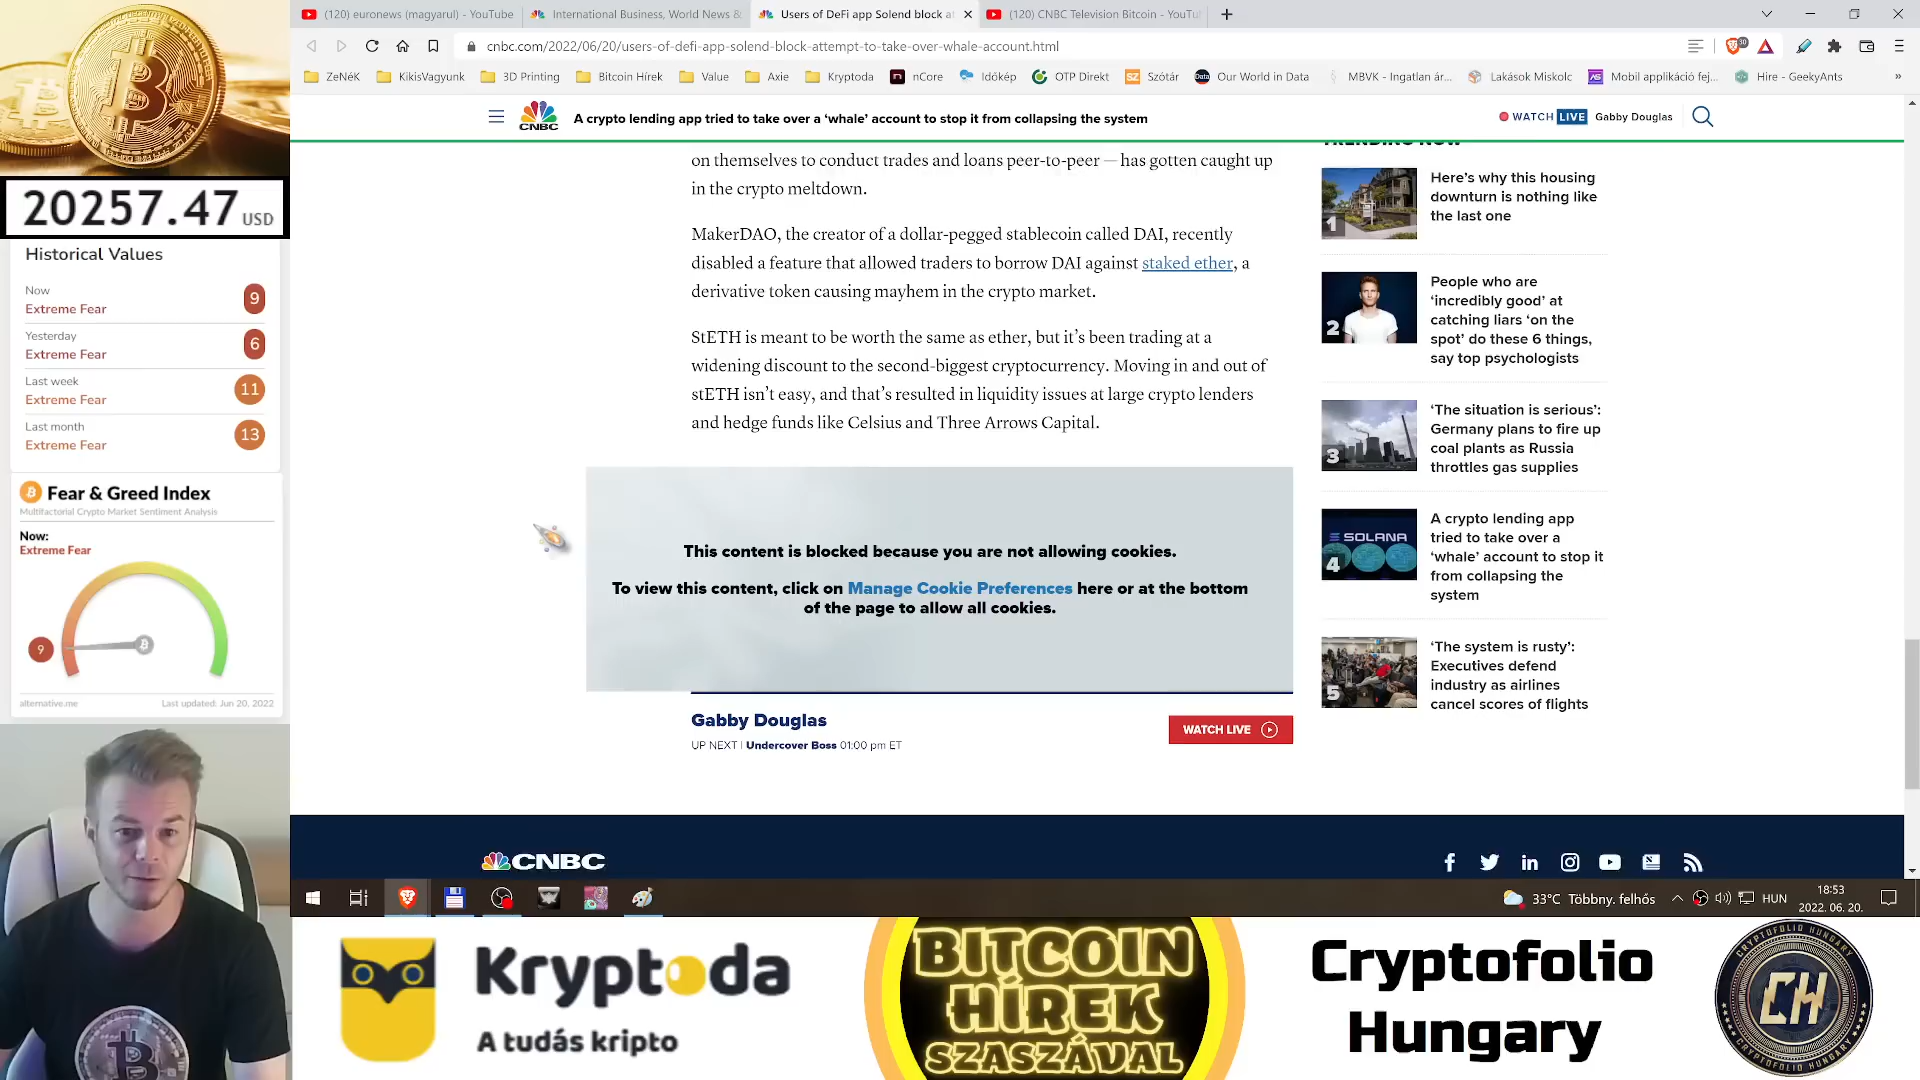 (120) euronews (magyarul) - YouTube
International Business, World News &
Users of DeFi app Solend block a
(120) CNBC Television Bitcoin - YouTu
cnbc.com/2022/06/20/users-of-defi-app-solend-block-attempt-to-take-over-whale-account.html
30
ZeNéK
KikisVagyunk
3D Printing
Bitcoin Hírek
Value
Axie
Kryptoda
nCore
Időkép
OTP Direkt
Szótár
Our World in Data
MBVK - Ingatlan ár...
Lakások Miskolc
Mobil applikáció fej...
Hire - GeekyAnts
CNBC
A crypto lending app tried to take over a ‘whale’ account to stop it from collapsing the system
WATCH LIVE
Gabby Douglas
20257.47 USD
Historical Values
Now
Extreme Fear
9
Yesterday
Extreme Fear
6
Last week
Extreme Fear
11
Last month
Extreme Fear
13
Fear & Greed Index
Multifactorial Crypto Market Sentiment Analysis
Now:
Extreme Fear
9
alternative.me
Last updated: Jun 20, 2022
on themselves to conduct trades and loans peer-to-peer — has gotten caught up
in the crypto meltdown.
MakerDAO, the creator of a dollar-pegged stablecoin called DAI, recently
disabled a feature that allowed traders to borrow DAI against staked ether, a
derivative token causing mayhem in the crypto market.
StETH is meant to be worth the same as ether, but it’s been trading at a
widening discount to the second-biggest cryptocurrency. Moving in and out of
stETH isn’t easy, and that’s resulted in liquidity issues at large crypto lenders
and hedge funds like Celsius and Three Arrows Capital.
This content is blocked because you are not allowing cookies.
To view this content, click on Manage Cookie Preferences here or at the bottom
of the page to allow all cookies.
Gabby Douglas
UP NEXT | Undercover Boss 01:00 pm ET
WATCH LIVE
TRENDING NOW
1
Here’s why this housing
downturn is nothing like
the last one
2
People who are
‘incredibly good’ at
catching liars ‘on the
spot’ do these 6 things,
say top psychologists
3
‘The situation is serious’:
Germany plans to fire up
coal plants as Russia
throttles gas supplies
SOLANA
4
A crypto lending app
tried to take over a
‘whale’ account to stop it
from collapsing the
system
5
‘The system is rusty’:
Executives defend
industry as airlines
cancel scores of flights
CNBC
33°C Többny. felhős
HUN
18:53
2022. 06. 20.
Kryptoda
A tudás kripto
BITCOIN
HÍREK
SZASZÁVAL
Cryptofolio
Hungary
CRYPTOFOLIO HUNGARY
CH
CRYPTOFOLIO HUNGARY